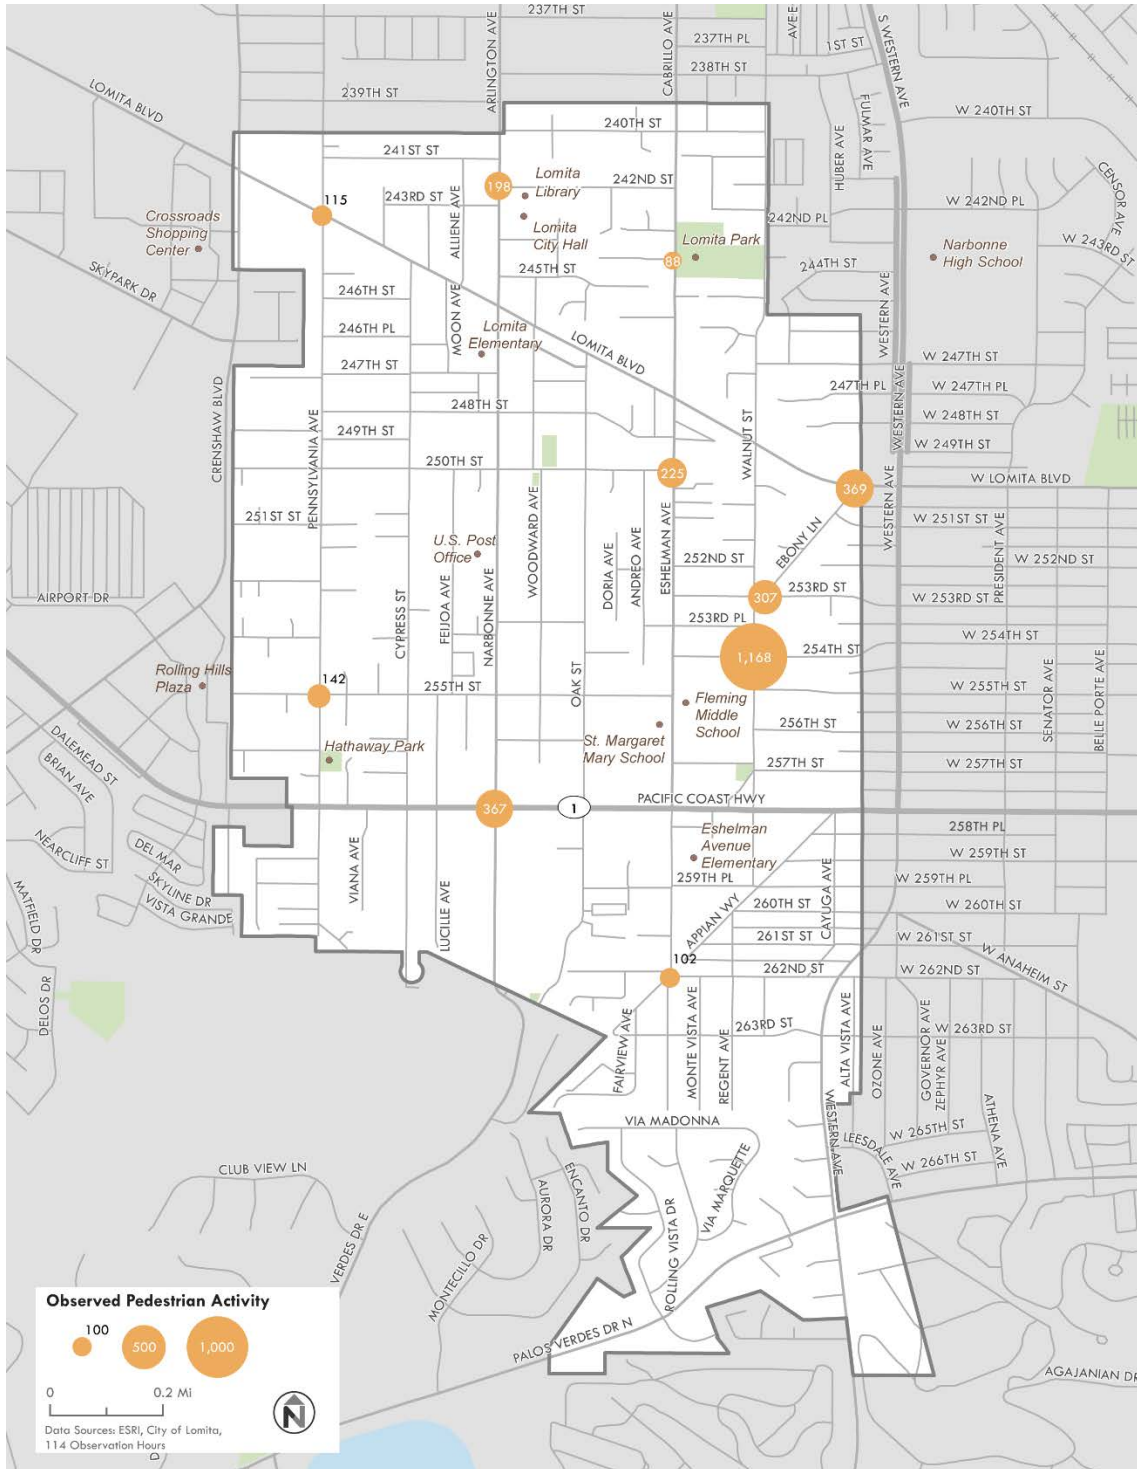 237TH ST
237TH PL
238TH ST
1ST ST
AVE
S WESTERN AVE
ARLINGTON AVE
CABRILLO AVE
LOMITA BLVD
239TH ST
240TH ST
W 240TH ST
HUBER AVE
FULMAR AVE
CENSOR AVE
241ST ST
243RD ST
ALLIENE AVE
198
Lomita
Library
242ND ST
Lomita
City Hall
Lomita Park
88
242ND PL
W 242ND PL
W 243RD ST
115
Crossroads
Shopping
Center
SKYPARK DR
Narbonne
High School
244TH ST
WESTERN AVE
245TH ST
246TH ST
246TH PL
MOON AVE
Lomita
Elementary
LOMITA BLVD
247TH ST
W 247TH ST
247TH PL
W 247TH PL
WESTERN AVE
248TH ST
W 248TH ST
249TH ST
W 249TH ST
CRENSHAW BLVD
PENNSYLVANIA AVE
WALNUT ST
250TH ST
225
369
W LOMITA BLVD
WESTERN AVE
251ST ST
W 251ST ST
WOODWARD AVE
ESHELMAN AVE
EBONY LN
PRESIDENT AVE
U.S. Post
Office
252ND ST
W 252ND ST
AIRPORT DR
CYPRESS ST
FEIJOA AVE
NARBONNE AVE
DORIA AVE
ANDREO AVE
307
253RD ST
W 253RD ST
253RD PL
1,168
254TH ST
W 254TH ST
Rolling Hills
Plaza
142
255TH ST
OAK ST
W 255TH ST
SENATOR AVE
BELLE PORTE AVE
Fleming
Middle
School
St. Margaret
Mary School
256TH ST
W 256TH ST
Hathaway Park
257TH ST
W 257TH ST
DALEMEAD ST
BRIAN AVE
367
1
PACIFIC COAST HWY
NEARCLIFF ST
DEL MAR
SKYLINE DR
VISTA GRANDE
MATFIELD DR
VIANA AVE
LUCILLE AVE
Eshelman
Avenue
Elementary
258TH PL
W 259TH ST
259TH PL
W 259TH PL
APPIAN WY
CAYUGA AVE
260TH ST
W 260TH ST
261ST ST
W 261ST ST
W ANAHEIM ST
102
262ND ST
W 262ND ST
DELOS DR
FAIRVIEW AVE
MONTE VISTA AVE
REGENT AVE
263RD ST
ALTA VISTA AVE
OZONE AVE
GOVERNOR AVE
ZEPHYR AVE
W 263RD ST
ATHENA AVE
VIA MADONNA
WESTERN AVE
LEESDALE AVE
W 265TH ST
W 266TH ST
CLUB VIEW LN
VIA MARQUETTE
ENCANTO DR
AURORA DR
MONTECILLO DR
VERDES DR E
ROLLING VISTA DR
PALOS VERDES DR N
AGAJANIAN DR
Observed Pedestrian Activity
100
500
1,000
0 0.2 Mi
N
Data Sources: ESRI, City of Lomita,
114 Observation Hours